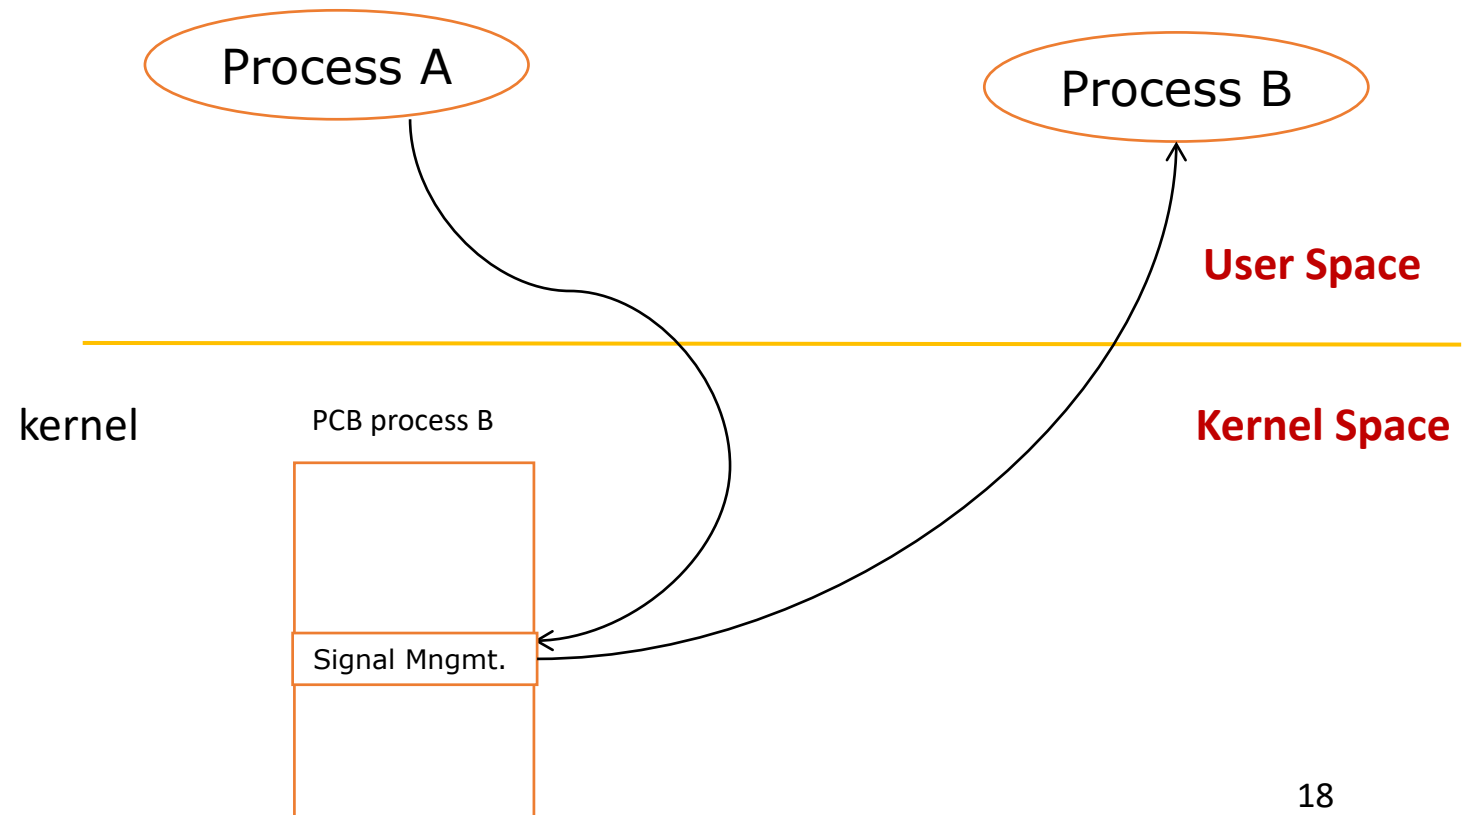 Process A
Process B
User Space
kernel
PCB process B
Kernel Space
Signal Mngmt.
18